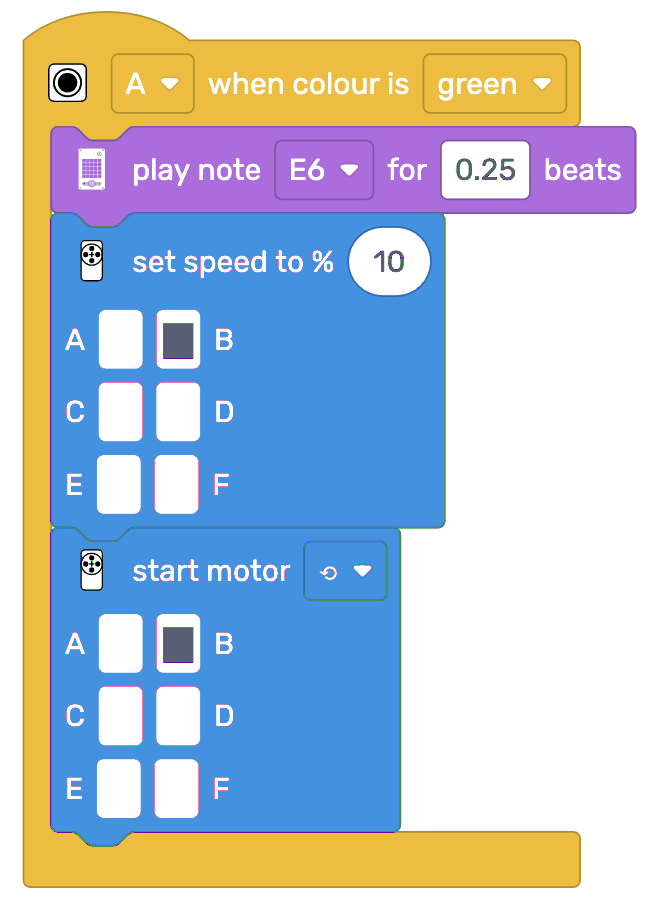 A when colour is green
play note E6 for 0.25 beats
set speed to % 10
A B
C D
E F
start motor
A B
C D
E F